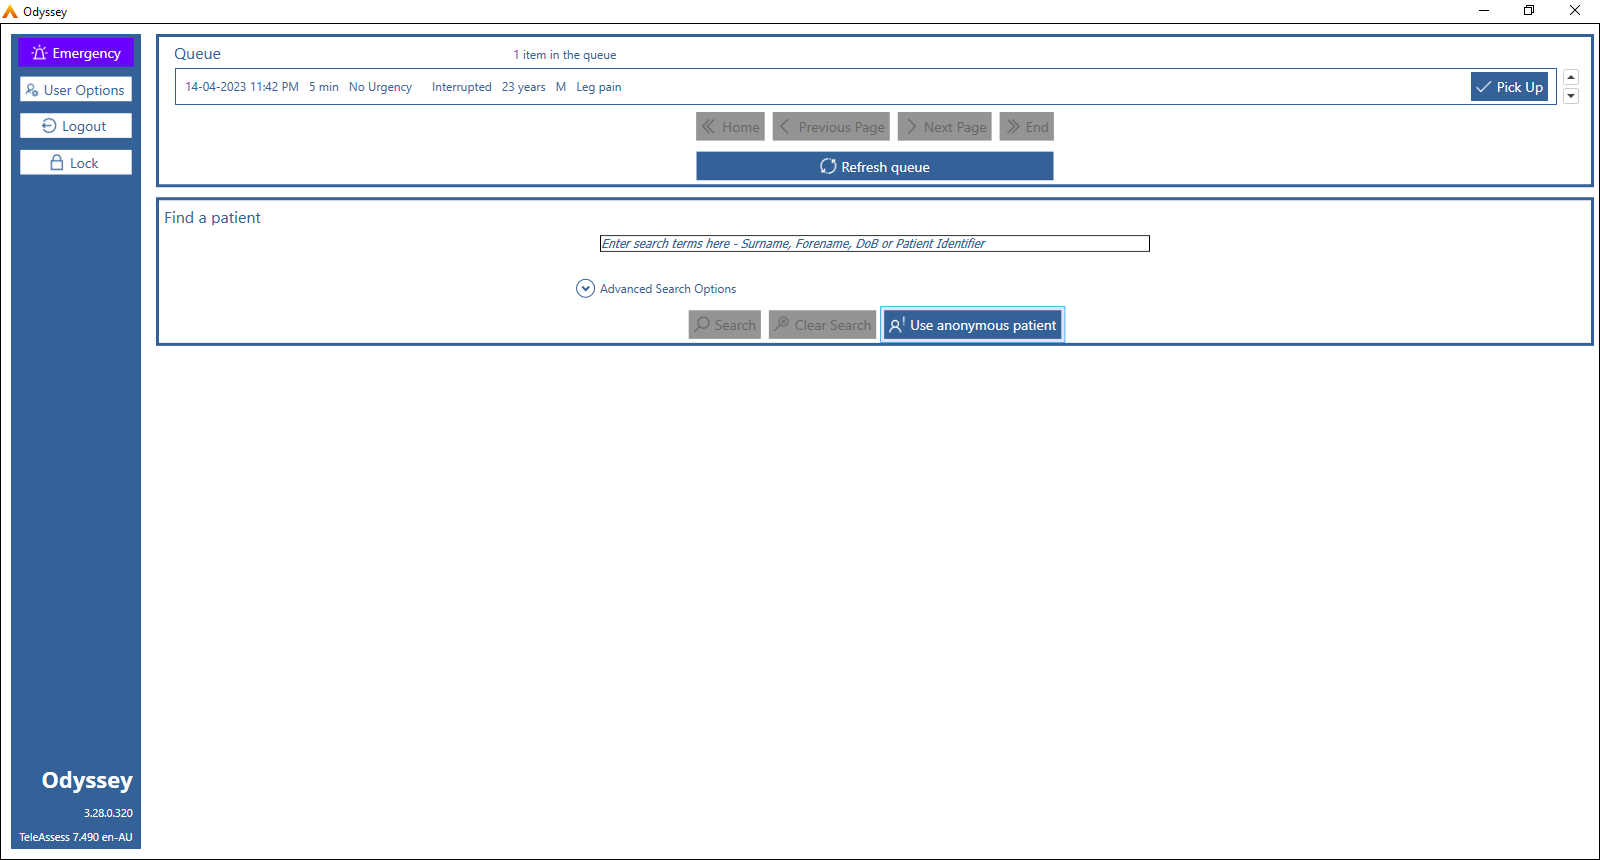 Odyssey
Emergency
User Options
Logout
Lock
Queue 1 item in the queue
14-04-2023 11:42 PM 5 min No Urgency Interrupted 23 years M Leg pain Pick Up
Home Previous Page Next Page End
Refresh queue
Find a patient
Enter search terms here - Surname, Forename, DoB or Patient Identifier
Advanced Search Options
Search Clear Search Use anonymous patient
Odyssey
3.28.0.320
TeleAssess 7.490 en-AU